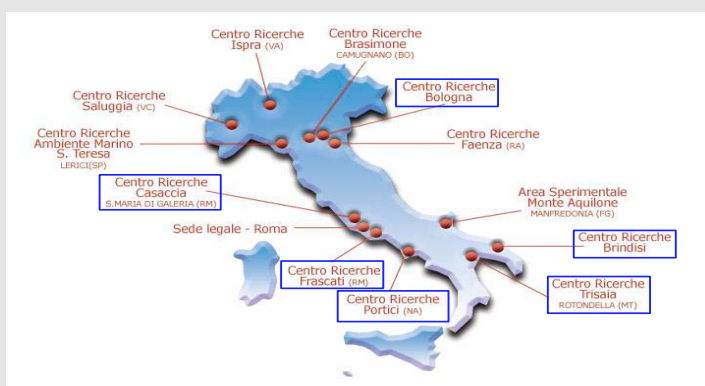 Centro Ricerche
Ispra (VA)
Centro Ricerche
Brasimone
CAMUGNANO (BO)
Centro Ricerche
Bologna
Centro Ricerche
Saluggia (VC)
Centro Ricerche
Ambiente Marino
S. Teresa
LERICI(SP)
Centro Ricerche
Faenza (RA)
Centro Ricerche
Casaccia
S.MARIA DI GALERIA (RM)
Area Sperimentale
Monte Aquilone
MANFREDONIA (FG)
Sede legale - Roma
Centro Ricerche
Brindisi
Centro Ricerche
Frascati (RM)
Centro Ricerche
Portici (NA)
Centro Ricerche
Trisaia
ROTONDELLA (MT)